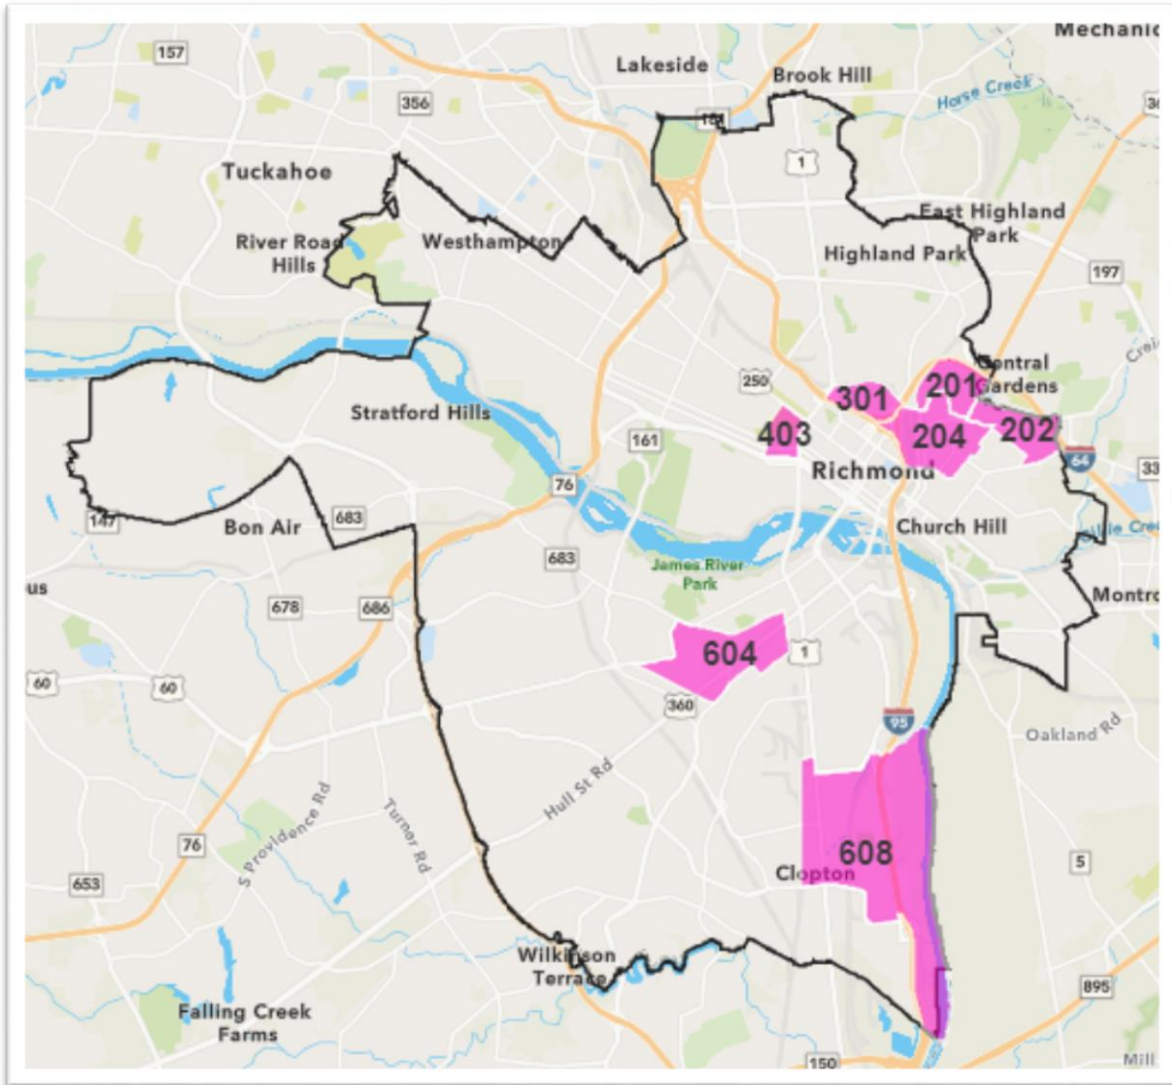 Mechanic
157
Lakeside
Brook Hill
Horse Creek
356
161
1
Tuckahoe
East Highland
Park
River Road
Hills
Westhampton
Highland Park
197
Central
Gardens
250
301
201
403
204
202
Stratford Hills
161
Richmond
64
33
76
147
Bon Air
683
Church Hill
683
James River
Park
us
678
686
Montro
604
1
60
60
360
95
Oakland Rd
Hull St Rd
S Providence Rd
Turner Rd
76
608
5
653
Clopton
Wilkinson
Terrace
895
Falling Creek
Farms
150
Mill